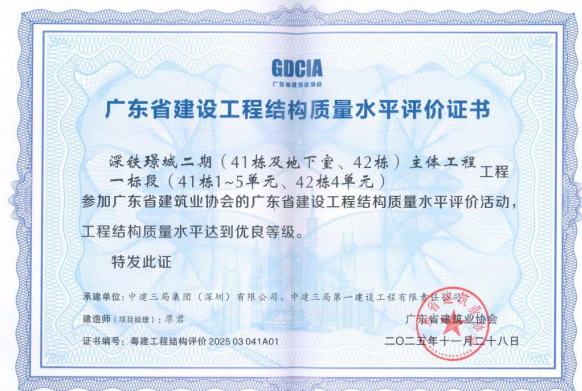 GDCIA
广东省建筑业协会
广东省建设工程结构质量水平评价证书
深铁璟城二期（41栋及地下室、42栋）主体工程
一标段（41栋1~5单元、42栋4单元）
工程
参加广东省建筑业协会的广东省建设工程结构质量水平评价活动，
工程结构质量水平达到优良等级。
特发此证
承建单位：中建三局集团（深圳）有限公司、中建三局第一建设工程有限责任公司
建造师（项目经理）：廖君
广东省建筑业协会
证书编号：粤建工程结构评价 2025 03 041A01
二〇二五年十一月二十八日